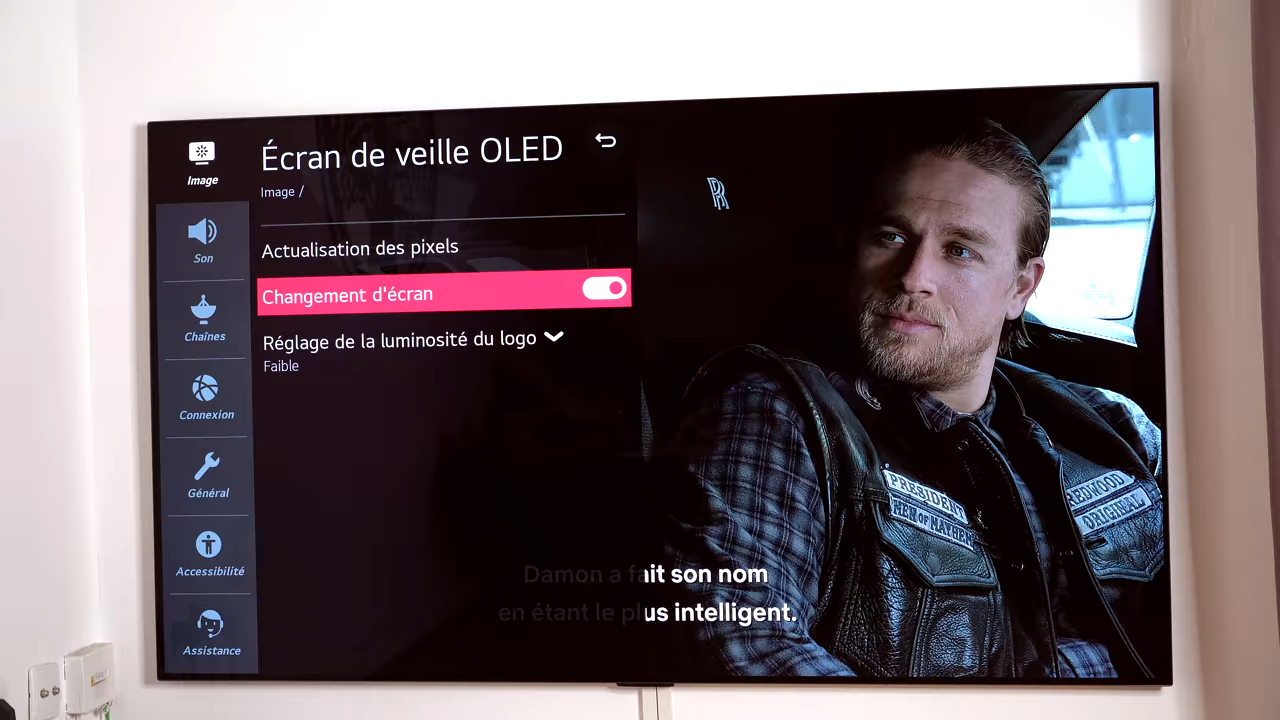 Image
Son
Chaînes
Connexion
Général
Accessibilité
Assistance
Écran de veille OLED
Image /
Actualisation des pixels
Changement d'écran
Réglage de la luminosité du logo
Faible
R
PRESIDENT
MEN OF MAYHEM
REDWOOD
ORIGINAL
Damon a fait son nom
en étant le plus intelligent.